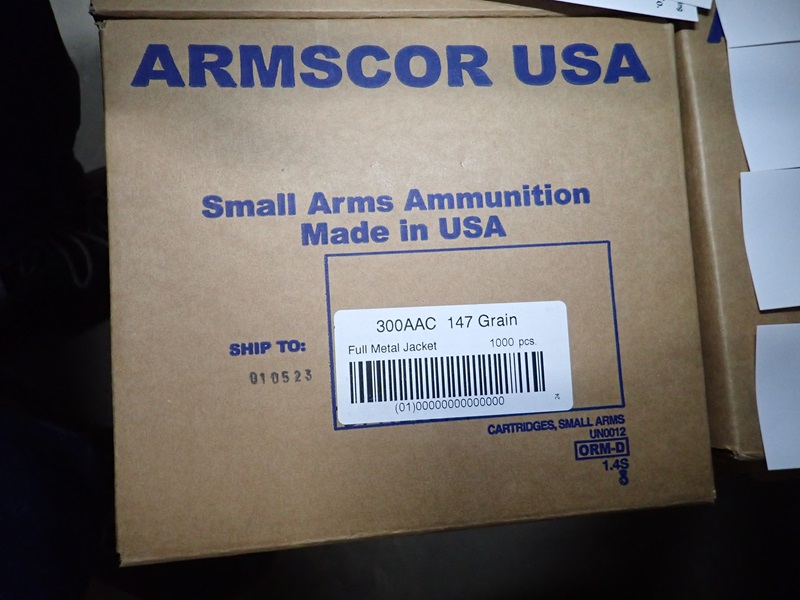 ARMSCOR USA
Small Arms Ammunition
Made in USA
300AAC 147 Grain
Full Metal Jacket 1000 pcs.
(01)00000000000000
SHIP TO:
010523
CARTRIDGES, SMALL ARMS
UN0012
ORM-D
1.4S